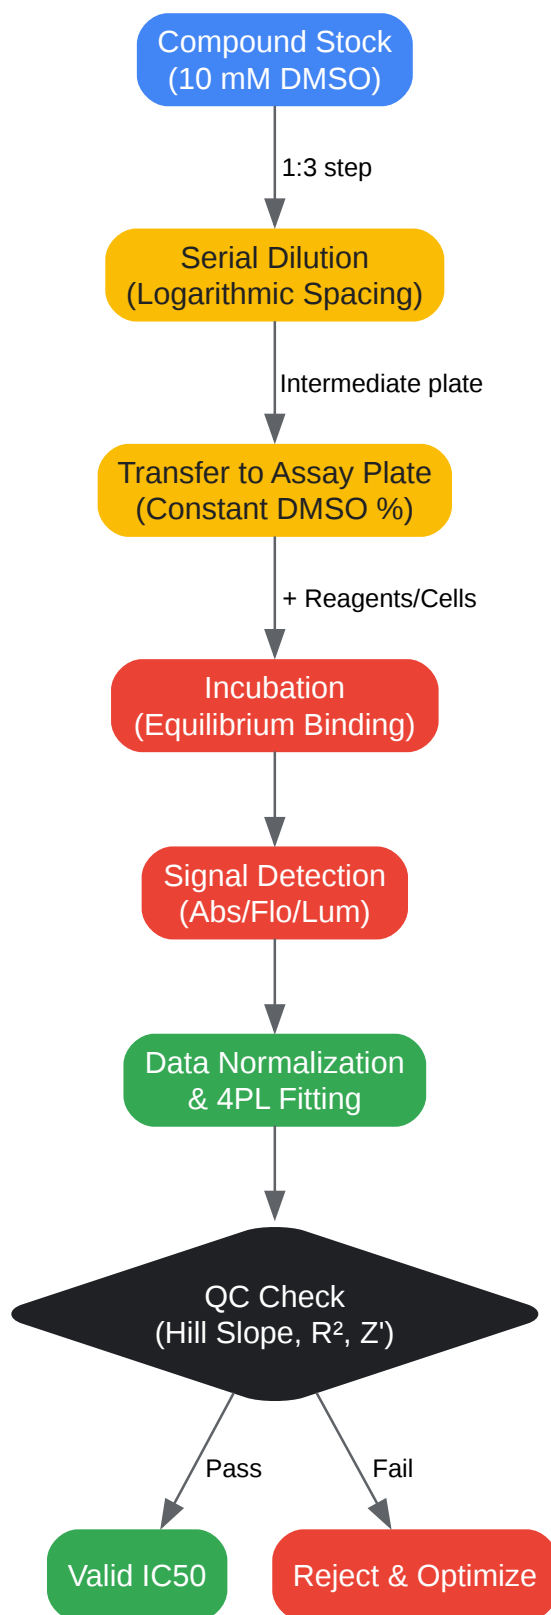 Compound Stock
(10 mM DMSO)
1:3 step
Serial Dilution
(Logarithmic Spacing)
Intermediate plate
Transfer to Assay Plate
(Constant DMSO %)
+ Reagents/Cells
Incubation
(Equilibrium Binding)
Signal Detection
(Abs/Flo/Lum)
Data Normalization
& 4PL Fitting
QC Check
(Hill Slope, R², Z')
Pass
Fail
Valid IC50
Reject & Optimize